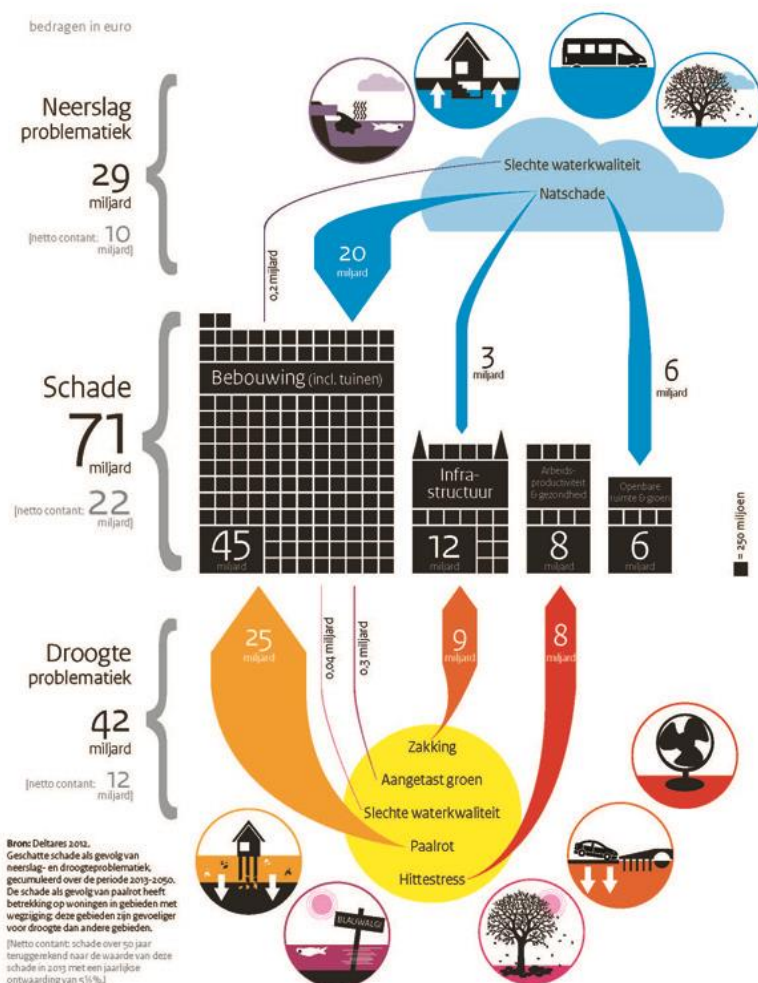 bedragen in euro
Neerslag
problematiek
29
miljard
[netto contant: 10
miljard]
Slechte waterkwaliteit
Natschade
0,2 miljard
20
miljard
3
miljard
6
miljard
Schade
71
miljard
[netto contant: 22
miljard]
Bebouwing (incl. tuinen)
45
miljard
Infra-
structuur
12
miljard
Arbeids-
productiviteit
& gezondheid
8
miljard
Openbare
ruimte & groen
6
miljard
= 250 miljoen
Droogte
problematiek
42
miljard
[netto contant: 12
miljard]
25
miljard
0,04 miljard
0,3 miljard
9
miljard
8
miljard
Zakking
Aangetast groen
Slechte waterkwaliteit
Paalrot
Hittestress
BLAUWALG!
Bron: Deltares 2012.
Geschatte schade als gevolg van
neerslag- en droogteproblematiek,
gecumuleerd over de periode 2013-2050.
De schade als gevolg van paalrot heeft
betrekking op woningen in gebieden met
wegzijging; deze gebieden zijn gevoeliger
voor droogte dan andere gebieden.
[Netto contant: schade over 50 jaar
teruggerekend naar de waarde van deze
schade in 2013 met een jaarlijkse
ontwaarding van 5½%.]